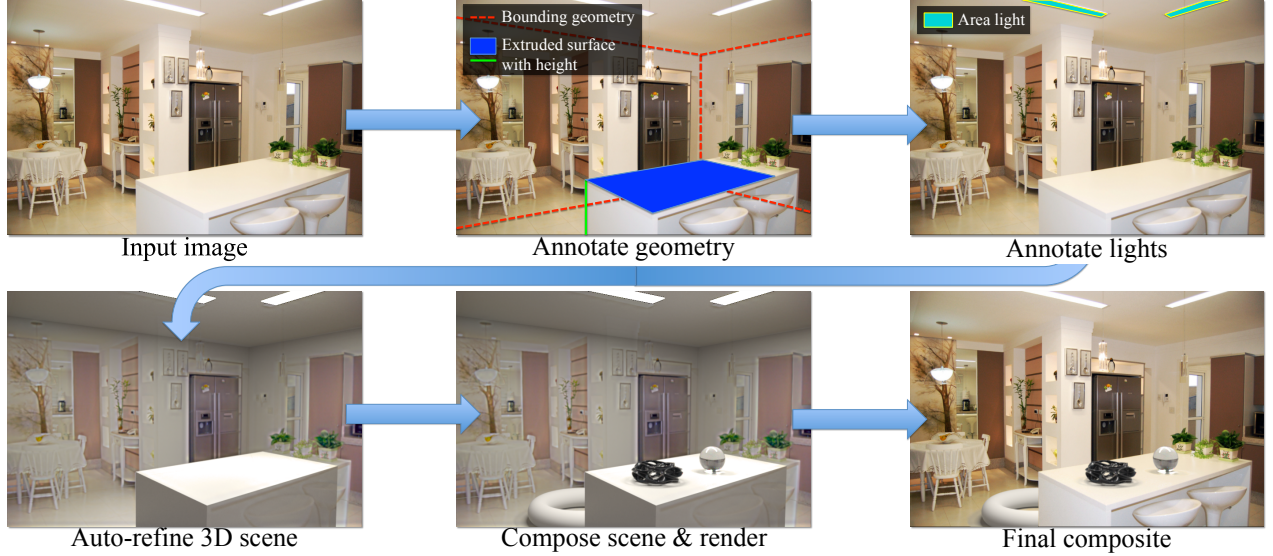 Bounding geometry
Extruded surface
with height
Area light
Input image
Annotate geometry
Annotate lights
Auto-refine 3D scene
Compose scene & render
Final composite